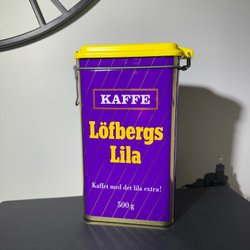 KAFFE
Löfbergs
Lila
Kaffet med det lila extra!
500 g